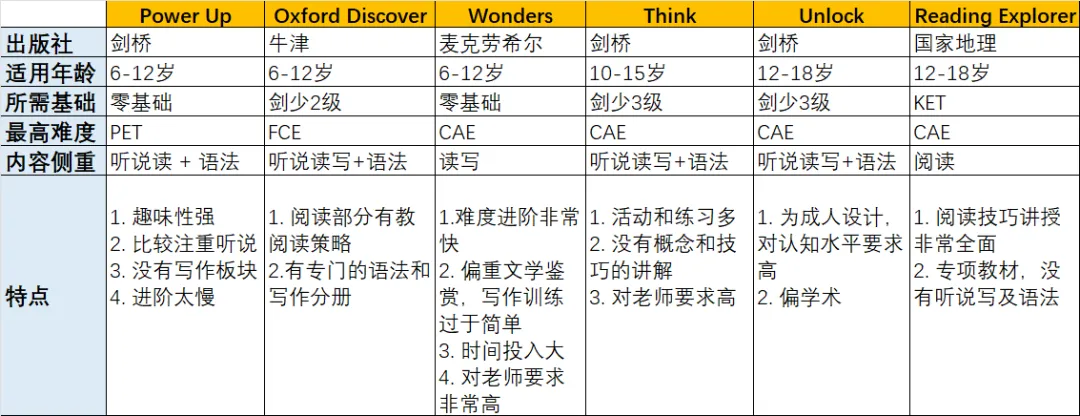 Power Up Oxford Discover Wonders Think Unlock Reading Explorer
出版社 剑桥 牛津 麦克劳希尔 剑桥 剑桥 国家地理
适用年龄 6-12岁 6-12岁 6-12岁 10-15岁 12-18岁 12-18岁
所需基础 零基础 剑少2级 零基础 剑少3级 剑少3级 KET
最高难度 PET FCE CAE CAE CAE CAE
内容侧重 听说读 + 语法 听说读写+语法 读写 听说读写+语法 听说读写+语法 阅读
特点
1. 趣味性强
2. 比较注重听说
3. 没有写作板块
4. 进阶太慢
1. 阅读部分有教
阅读策略
2.有专门的语法和
写作分册
1.难度进阶非常
快
2. 偏重文学鉴
赏，写作训练
过于简单
3. 时间投入大
4. 对老师要求
非常高
1. 活动和练习多
2. 没有概念和技
巧的讲解
3. 对老师要求高
1. 为成人设计，
对认知水平要求
高
2. 偏学术
1. 阅读技巧讲授
非常全面
2. 专项教材，没
有听说写及语法